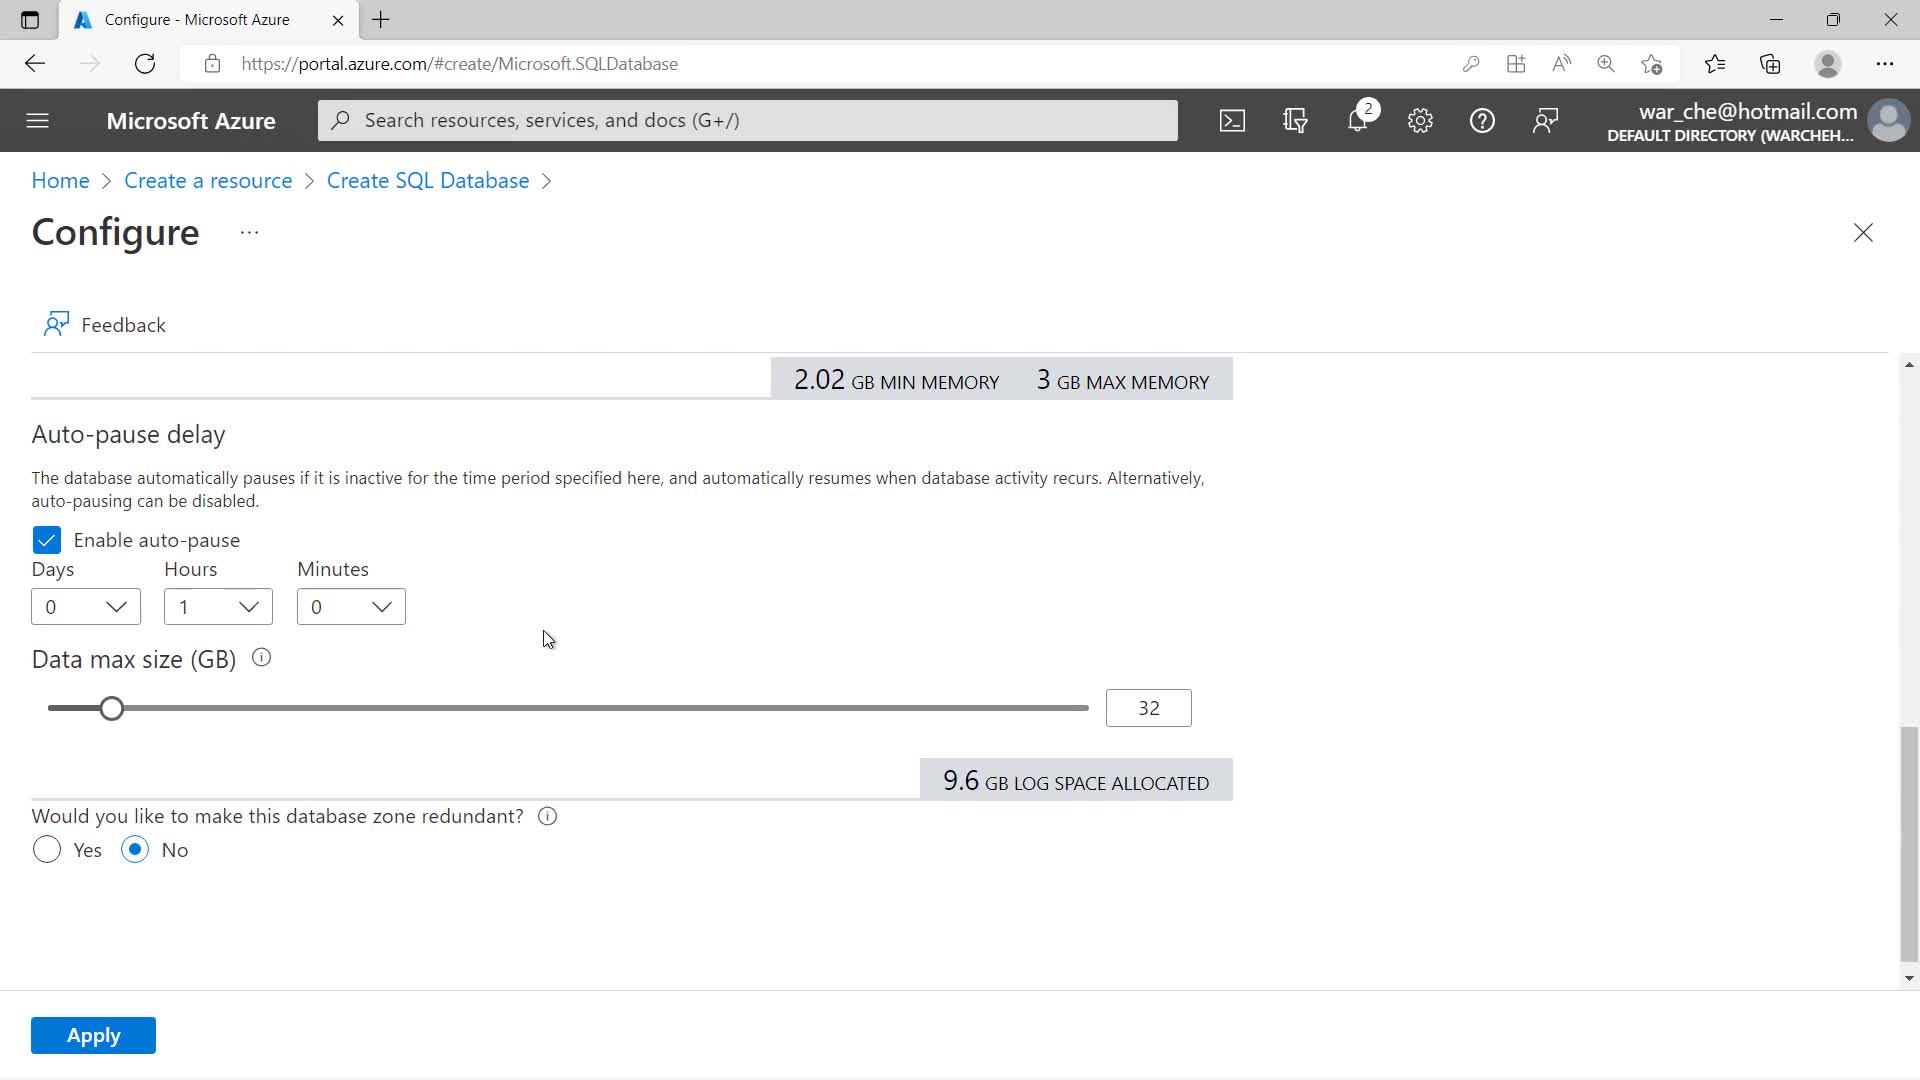 Configure - Microsoft Azure
https://portal.azure.com/#create/Microsoft.SQLDatabase
Microsoft Azure
Search resources, services, and docs (G+/)
2
war_che@hotmail.com
DEFAULT DIRECTORY (WARCHEH...
Home > Create a resource > Create SQL Database >
Configure ...
Feedback
2.02 GB MIN MEMORY 3 GB MAX MEMORY
Auto-pause delay
The database automatically pauses if it is inactive for the time period specified here, and automatically resumes when database activity recurs. Alternatively,
auto-pausing can be disabled.
Enable auto-pause
Days Hours Minutes
0 1 0
Data max size (GB)
32
9.6 GB LOG SPACE ALLOCATED
Would you like to make this database zone redundant?
Yes No
Apply